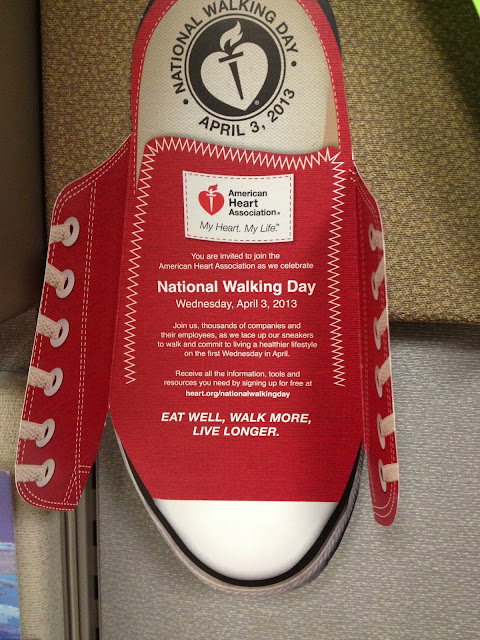 • NATIONAL WALKING DAY •
APRIL 3, 2013
®
American
Heart
Association®
My Heart. My Life.™
You are invited to join the
American Heart Association as we celebrate
National Walking Day
Wednesday, April 3, 2013
Join us, thousands of companies and
their employees, as we lace up our sneakers
to walk and commit to living a healthier lifestyle
on the first Wednesday in April.
Receive all the information, tools and
resources you need by signing up for free at
heart.org/nationalwalkingday
EAT WELL, WALK MORE,
LIVE LONGER.